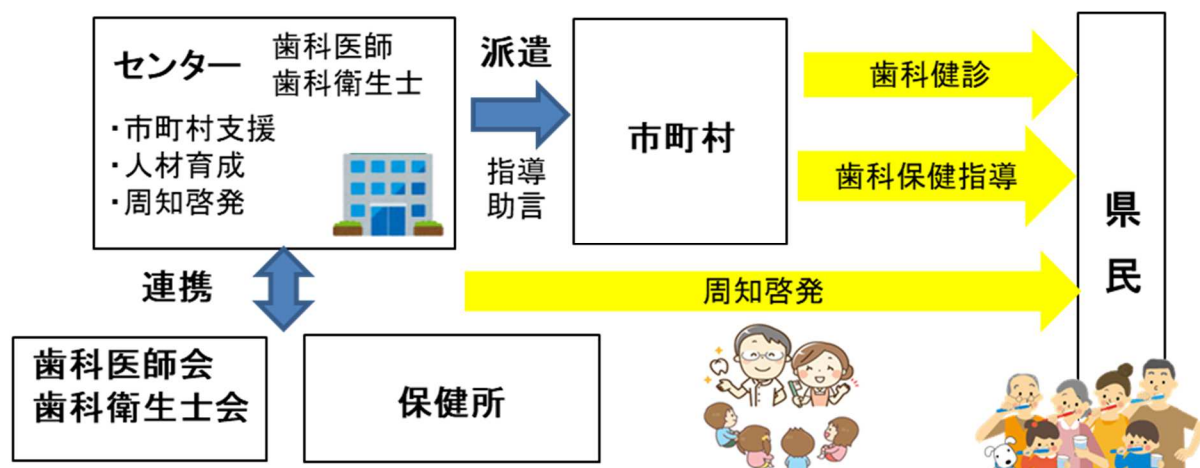 センター
歯科医師
歯科衛生士
・市町村支援
・人材育成
・周知啓発
派遣
指導
助言
市町村
歯科健診
歯科保健指導
周知啓発
県民
連携
歯科医師会
歯科衛生士会
保健所